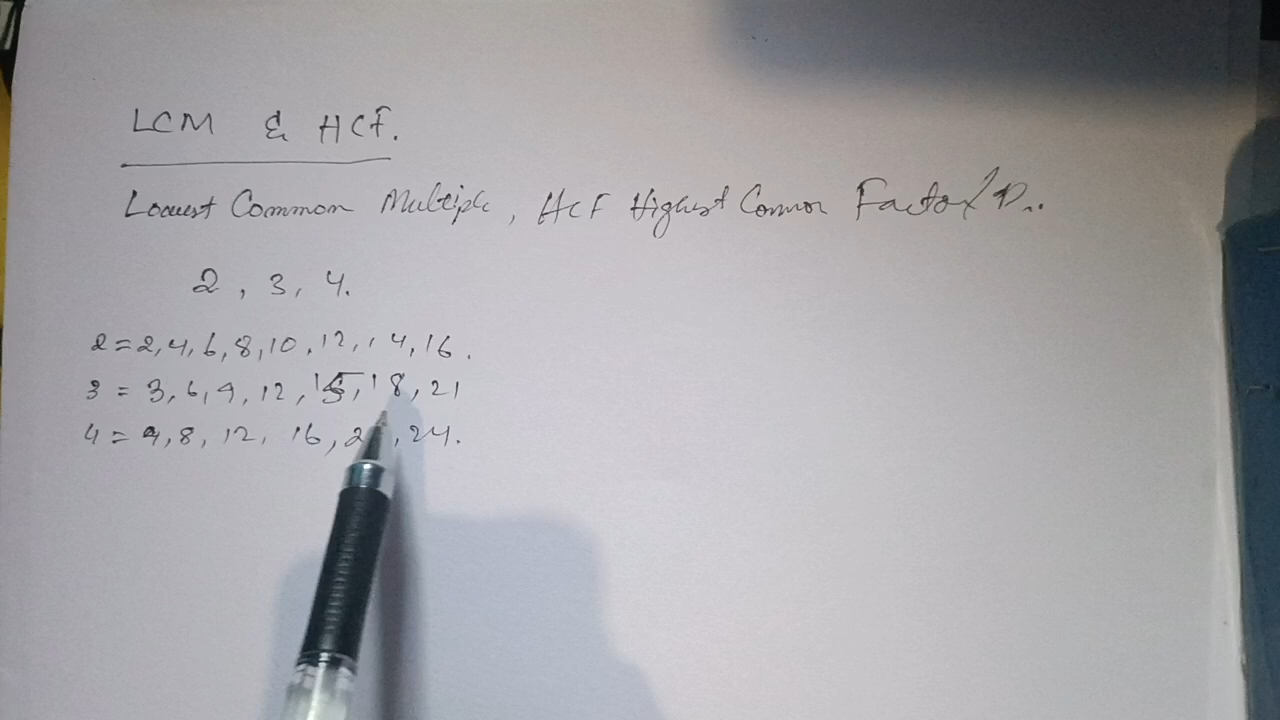 LCM & HCF.
Lowest Common Multiple, HCF Highest Common Factor/D..
2, 3, 4.
2 = 2, 4, 6, 8, 10, 12, 14, 16.
3 = 3, 6, 9, 12, 15, 18, 21
4 = 4, 8, 12, 16, 2 , 24.